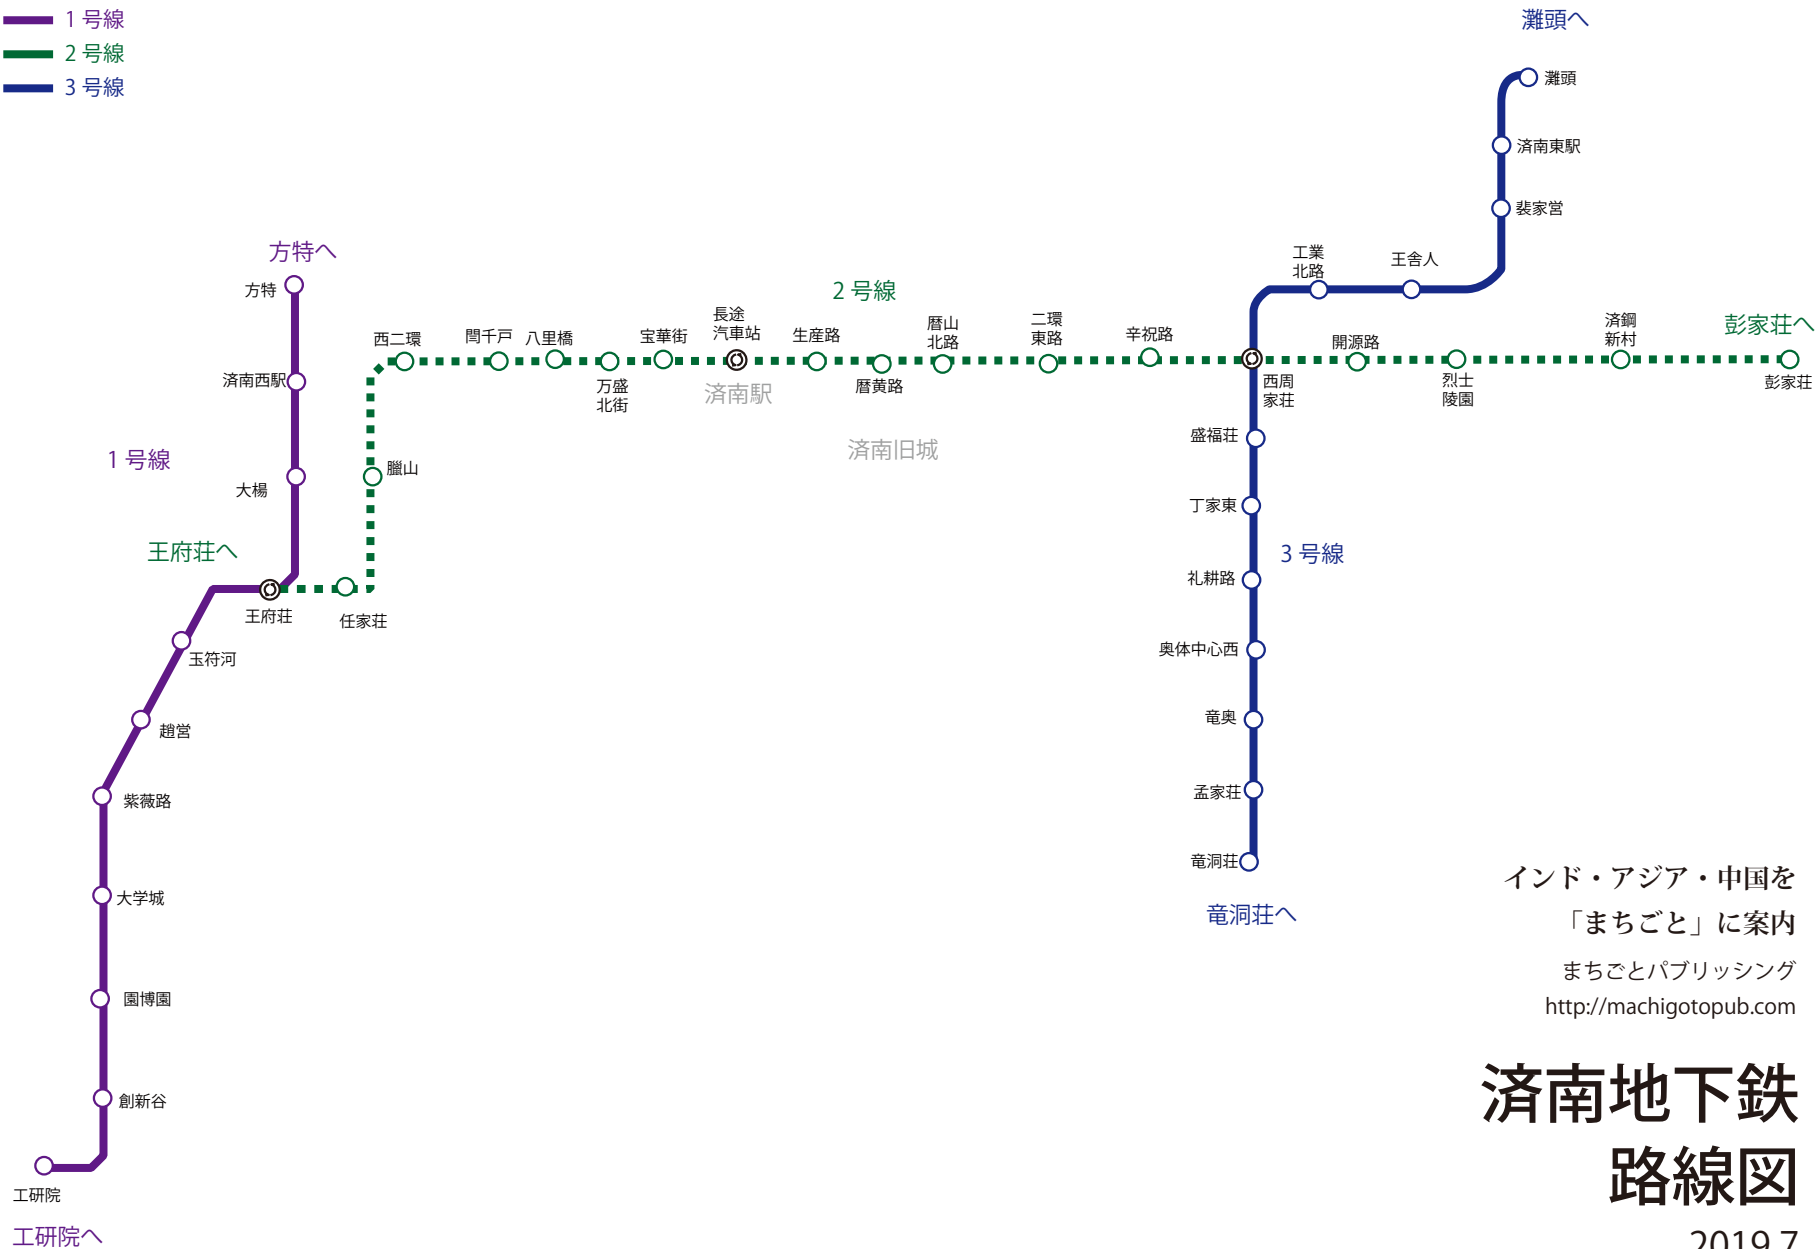 1 号線
2 号線
3 号線
灘頭へ
灘頭
済南東駅
裴家営
王舎人
工業
北路
方特へ
方特
済南西駅
1 号線
大楊
王府荘へ
王府荘
任家荘
臘山
西二環
閆千戸
八里橋
万盛
北街
宝華街
長途
汽車站
済南駅
2 号線
生産路
暦黄路
暦山
北路
済南旧城
二環
東路
辛祝路
西周
家荘
開源路
烈士
陵園
済鋼
新村
彭家荘へ
彭家荘
盛福荘
丁家東
3 号線
礼耕路
奥体中心西
竜奥
孟家荘
竜洞荘
竜洞荘へ
玉符河
趙営
紫薇路
大学城
園博園
創新谷
工研院
工研院へ
インド・アジア・中国を
「まちごと」に案内
まちごとパブリッシング
http://machigotopub.com
済南地下鉄
路線図
2019.7